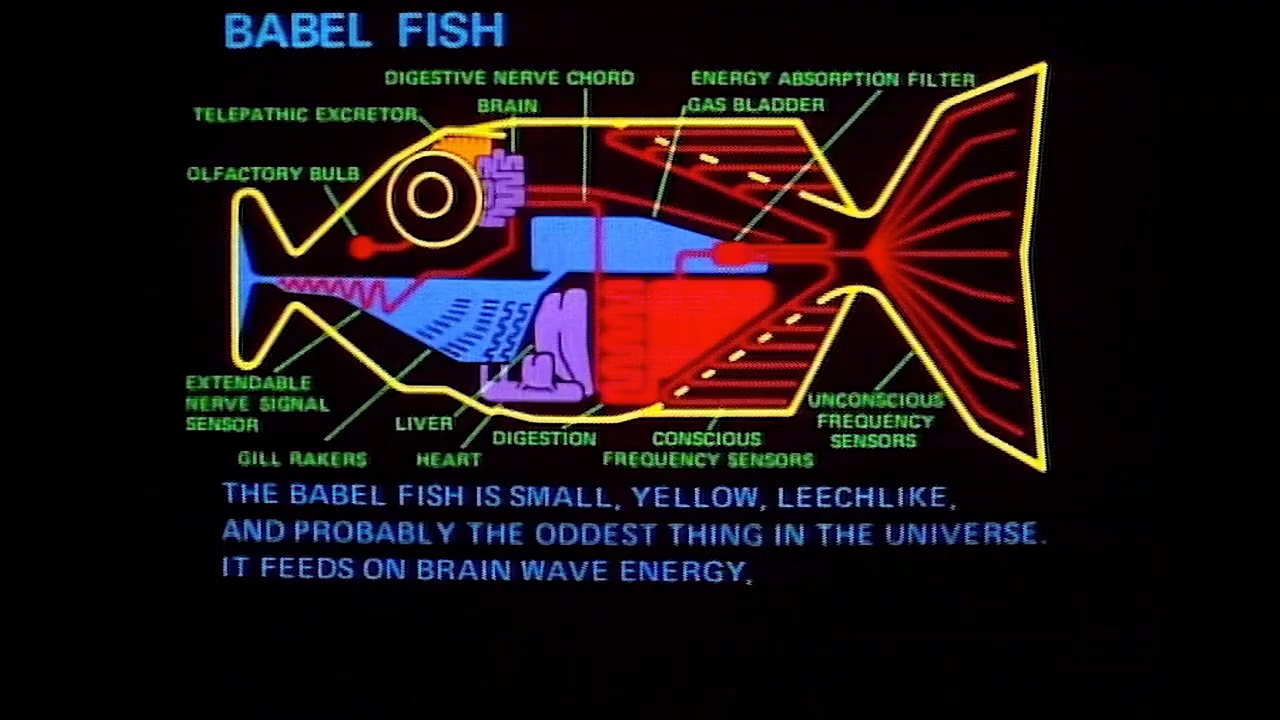 BABEL FISH
DIGESTIVE NERVE CHORD
ENERGY ABSORPTION FILTER
TELEPATHIC EXCRETOR
BRAIN
GAS BLADDER
OLFACTORY BULB
EXTENDABLE
NERVE SIGNAL
SENSOR
GILL RAKERS
LIVER
HEART
DIGESTION
CONSCIOUS
FREQUENCY SENSORS
UNCONSCIOUS
FREQUENCY
SENSORS
THE BABEL FISH IS SMALL, YELLOW, LEECHLIKE,
AND PROBABLY THE ODDEST THING IN THE UNIVERSE.
IT FEEDS ON BRAIN WAVE ENERGY,